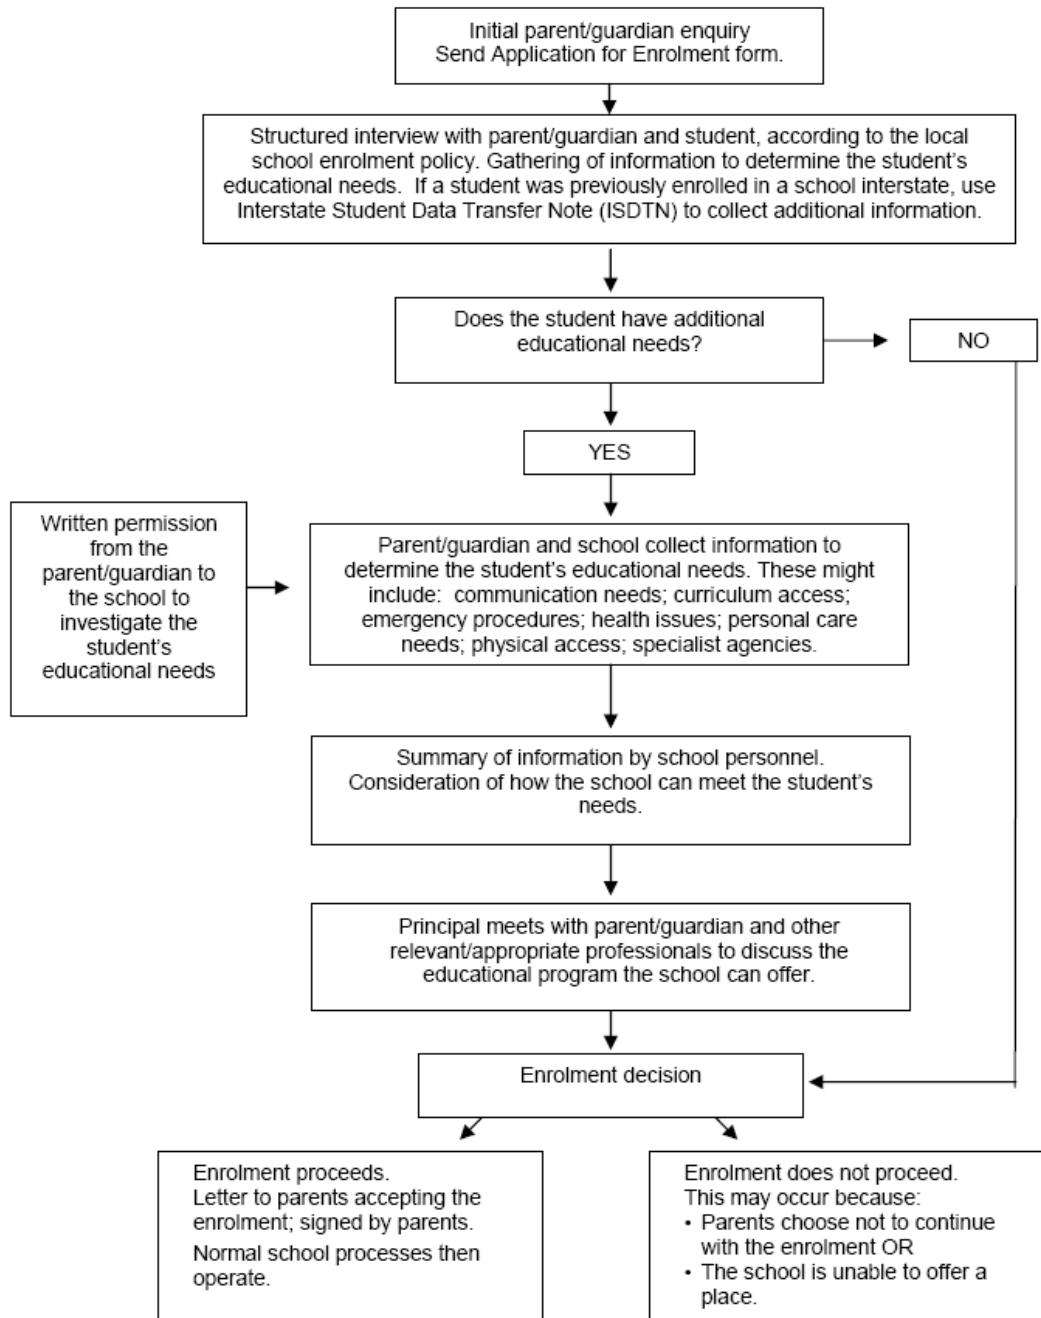 Initial parent/guardian enquiry
Send Application for Enrolment form.
Structured interview with parent/guardian and student, according to the local
school enrolment policy. Gathering of information to determine the student’s
educational needs.  If a student was previously enrolled in a school interstate, use
Interstate Student Data Transfer Note (ISDTN) to collect additional information.
Does the student have additional
educational needs?
NO
YES
Written permission
from the
parent/guardian to
the school to
investigate the
student’s
educational needs
Parent/guardian and school collect information to
determine the student’s educational needs. These might
include:  communication needs; curriculum access;
emergency procedures; health issues; personal care
needs; physical access; specialist agencies.
Summary of information by school personnel.
Consideration of how the school can meet the student’s
needs.
Principal meets with parent/guardian and other
relevant/appropriate professionals to discuss the
educational program the school can offer.
Enrolment decision
Enrolment proceeds.
Letter to parents accepting the
enrolment; signed by parents.
Normal school processes then
operate.
Enrolment does not proceed.
This may occur because:
• Parents choose not to continue
with the enrolment OR
• The school is unable to offer a
place.